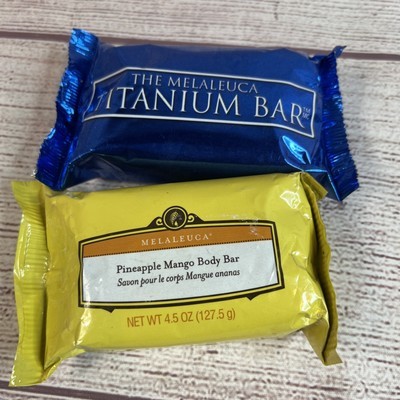 THE MELALEUCA
TITANIUM BAR™
MELALEUCA®
Pineapple Mango Body Bar
Savon pour le corps Mangue ananas
NET WT 4.5 OZ (127.5 g)